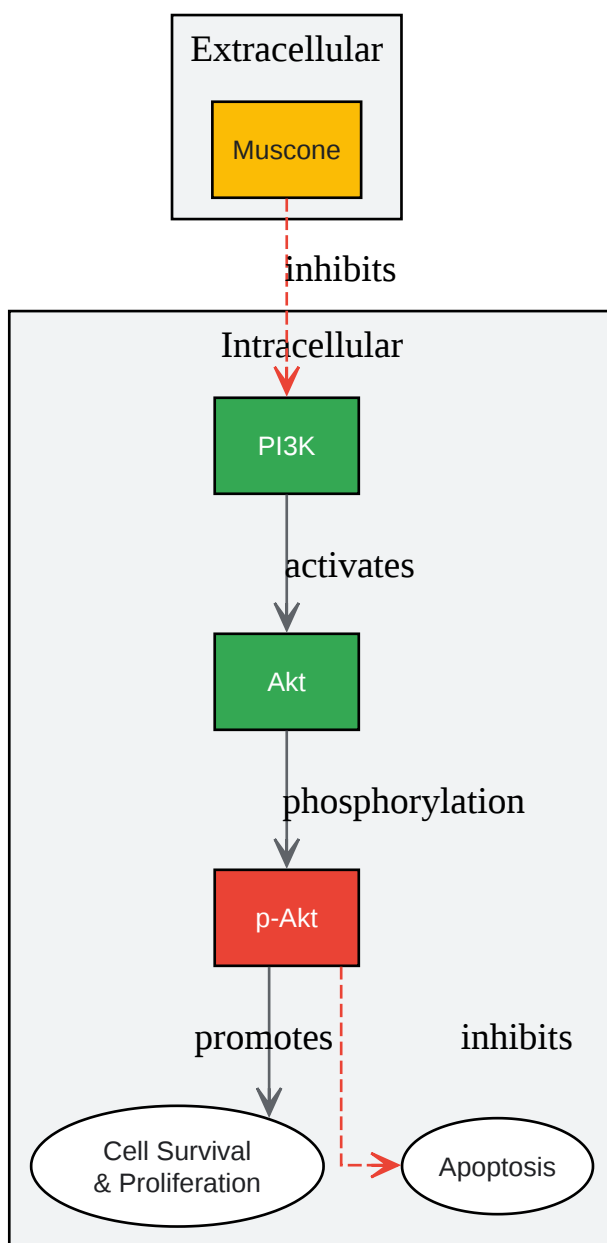 Extracellular
Muscone
inhibits
Intracellular
PI3K
activates
Akt
phosphorylation
p-Akt
promotes
inhibits
Cell Survival
& Proliferation
Apoptosis